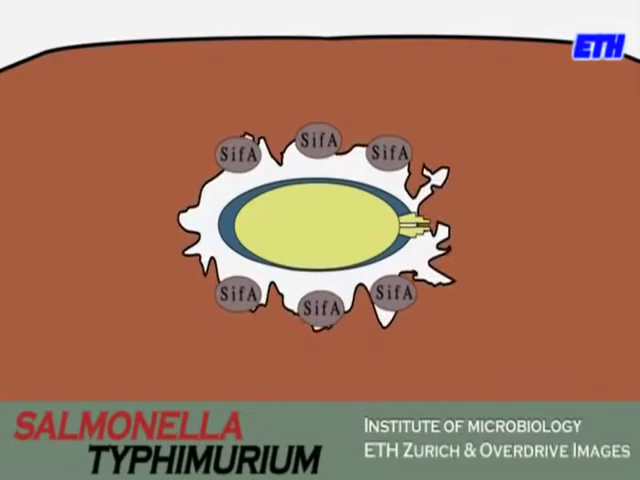 ETH
SifA
SifA
SifA
SifA
SifA
SifA
SALMONELLA
TYPHIMURIUM
INSTITUTE OF MICROBIOLOGY
ETH ZURICH & OVERDRIVE IMAGES